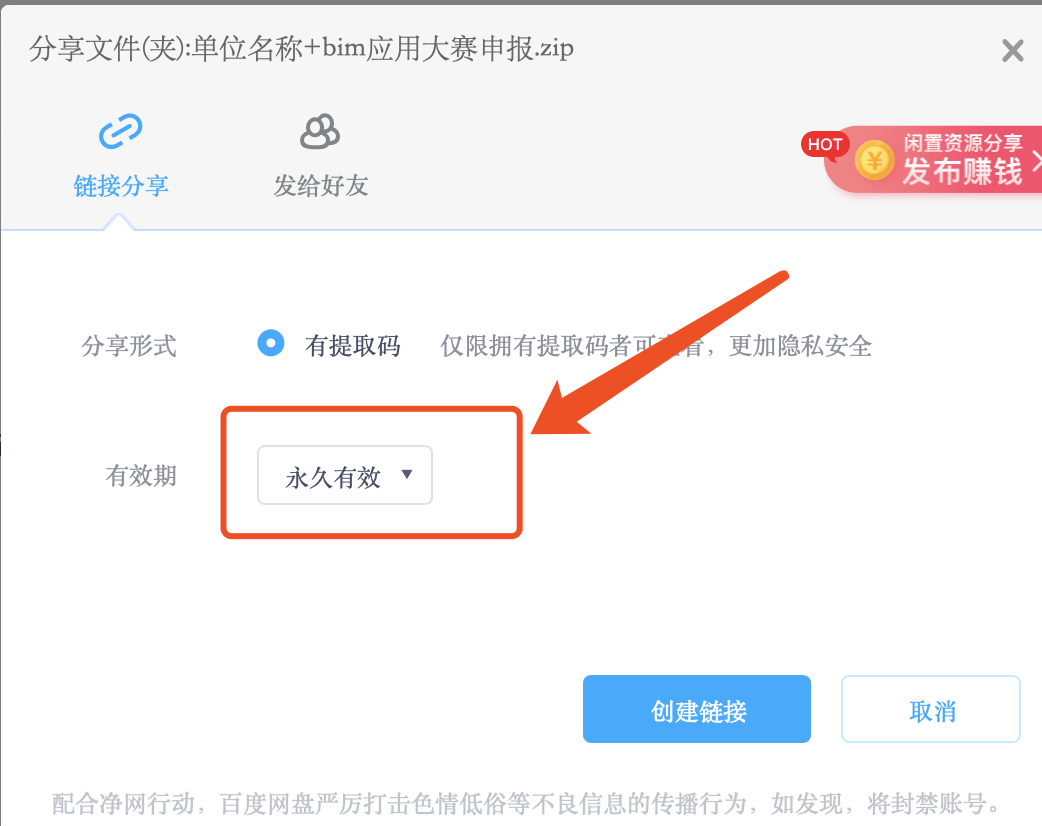 分享文件(夹):单位名称+bim应用大赛申报.zip
链接分享
发给好友
HOT
闲置资源分享
发布赚钱
分享形式 有提取码 仅限拥有提取码者可查看，更加隐私安全
有效期 永久有效
创建链接 取消
配合净网行动，百度网盘严厉打击色情低俗等不良信息的传播行为，如发现，将封禁账号。